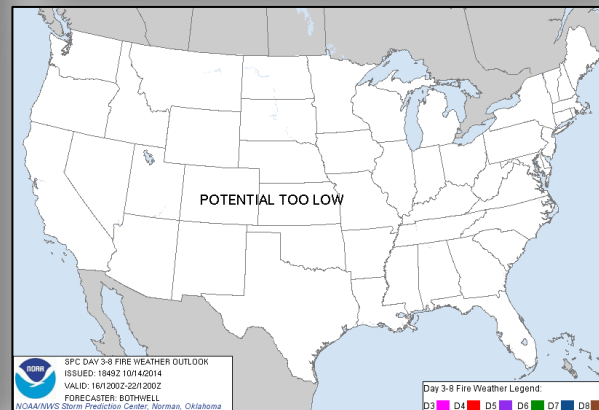 POTENTIAL TOO LOW
NOAA
SPC DAY 3-8 FIRE WEATHER OUTLOOK
ISSUED: 1849Z 10/14/2014
VALID: 16/1200Z-22/1200Z
FORECASTER: BOTHWELL
NOAA/NWS Storm Prediction Center, Norman, Oklahoma
Day 3-8 Fire Weather Legend:
D3 D4 D5 D6 D7 D8